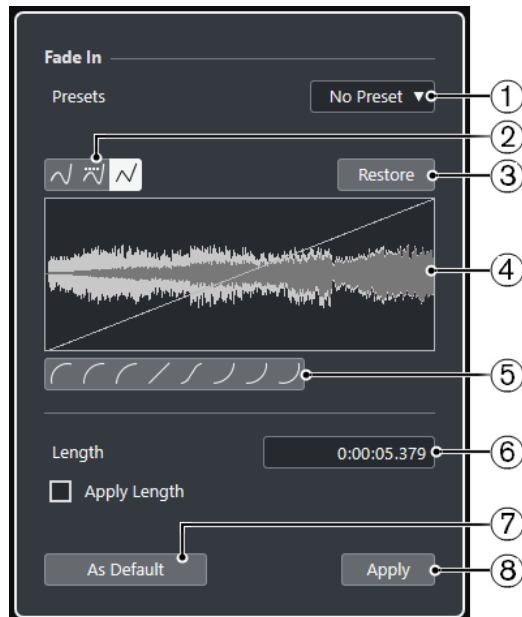 Fade In
Presets
No Preset ▼
①
②
Restore
③
④
⑤
Length
0:00:05.379
⑥
Apply Length
⑦
As Default
Apply
⑧